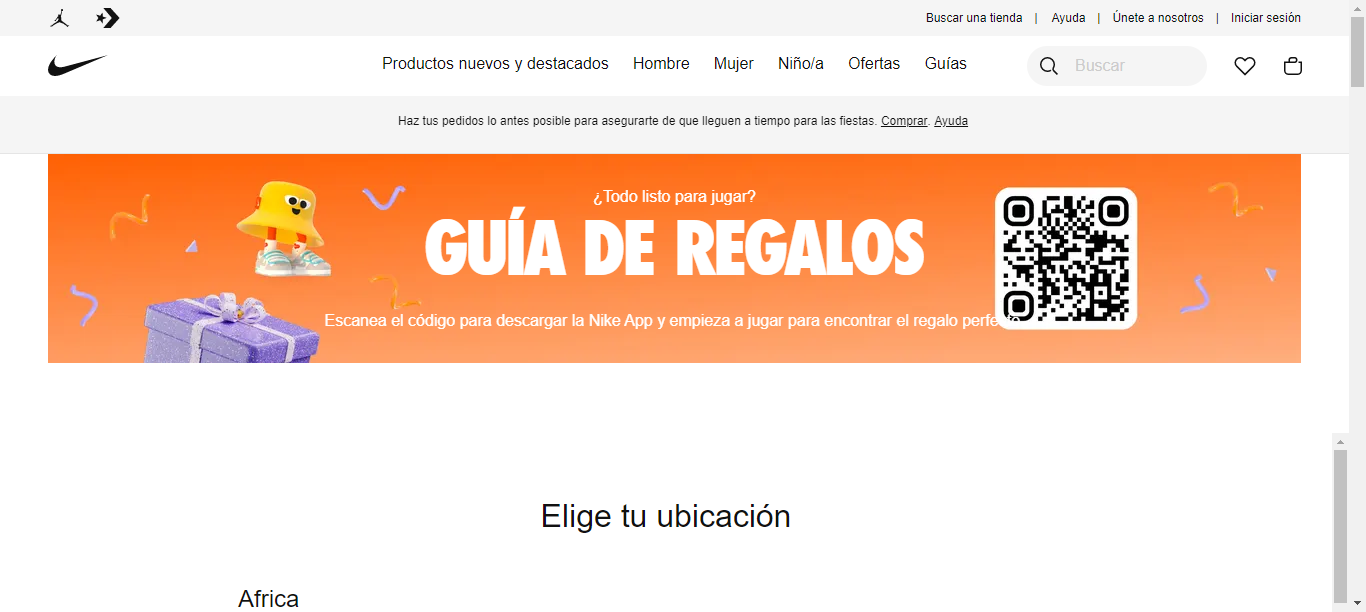 Buscar una tienda | Ayuda | Únete a nosotros | Iniciar sesión
Productos nuevos y destacados Hombre Mujer Niño/a Ofertas Guías Buscar
Haz tus pedidos lo antes posible para asegurarte de que lleguen a tiempo para las fiestas. Comprar. Ayuda
¿Todo listo para jugar?
GUÍA DE REGALOS
Escanea el código para descargar la Nike App y empieza a jugar para encontrar el regalo perfecto
Elige tu ubicación
Africa